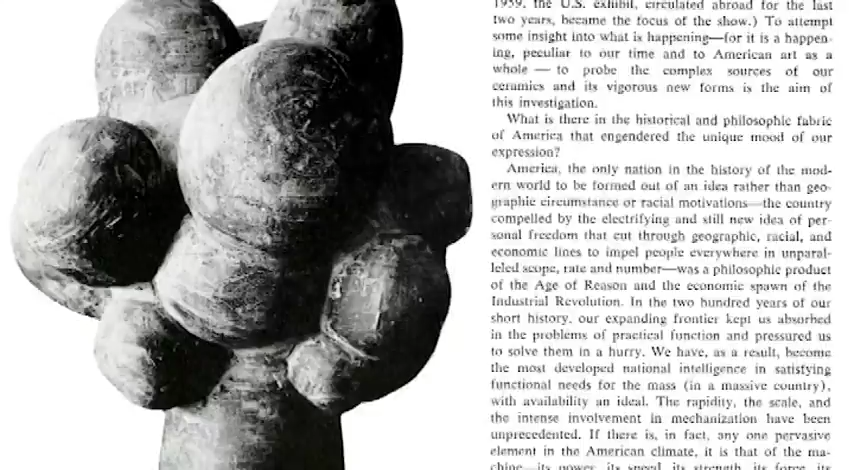 1959, the U.S. exhibit, circulated abroad for the last
two years, became the focus of the show.) To attempt
some insight into what is happening—for it is a happen-
ing, peculiar to our time and to American art as a
whole — to probe the complex sources of our
ceramics and its vigorous new forms is the aim of
this investigation.
What is there in the historical and philosophic fabric
of America that engendered the unique mood of our
expression?
America, the only nation in the history of the mod-
ern world to be formed out of an idea rather than geo-
graphic circumstance or racial motivations—the country
compelled by the electrifying and still new idea of per-
sonal freedom that cut through geographic, racial, and
economic lines to impel people everywhere in unparal-
leled scope, rate and number—was a philosophic product
of the Age of Reason and the economic spawn of the
Industrial Revolution. In the two hundred years of our
short history, our expanding frontier kept us absorbed
in the problems of practical function and pressured us
to solve them in a hurry. We have, as a result, become
the most developed national intelligence in satisfying
functional needs for the mass (in a massive country),
with availability an ideal. The rapidity, the scale, and
the intense involvement in mechanization have been
unprecedented. If there is, in fact, any one pervasive
element in the American climate, it is that of the ma-
chine—its power, its speed, its strength, its force, its